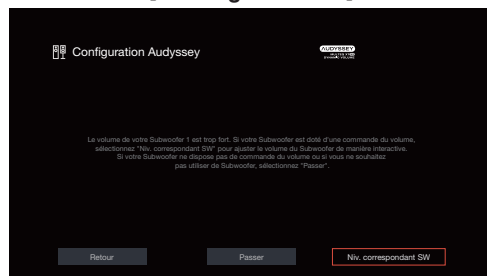 Configuration Audyssey
AUDYSSEY
Le volume de votre Subwoofer 1 est trop fort. Si votre Subwoofer est doté d'une commande du volume,
sélectionnez "Niv. correspondant SW" pour ajuster le volume du Subwoofer de manière interactive.
Si votre Subwoofer ne dispose pas de commande du volume ou si vous ne souhaitez
pas utiliser de Subwoofer, sélectionnez "Passer".
Retour
Passer
Niv. correspondant SW